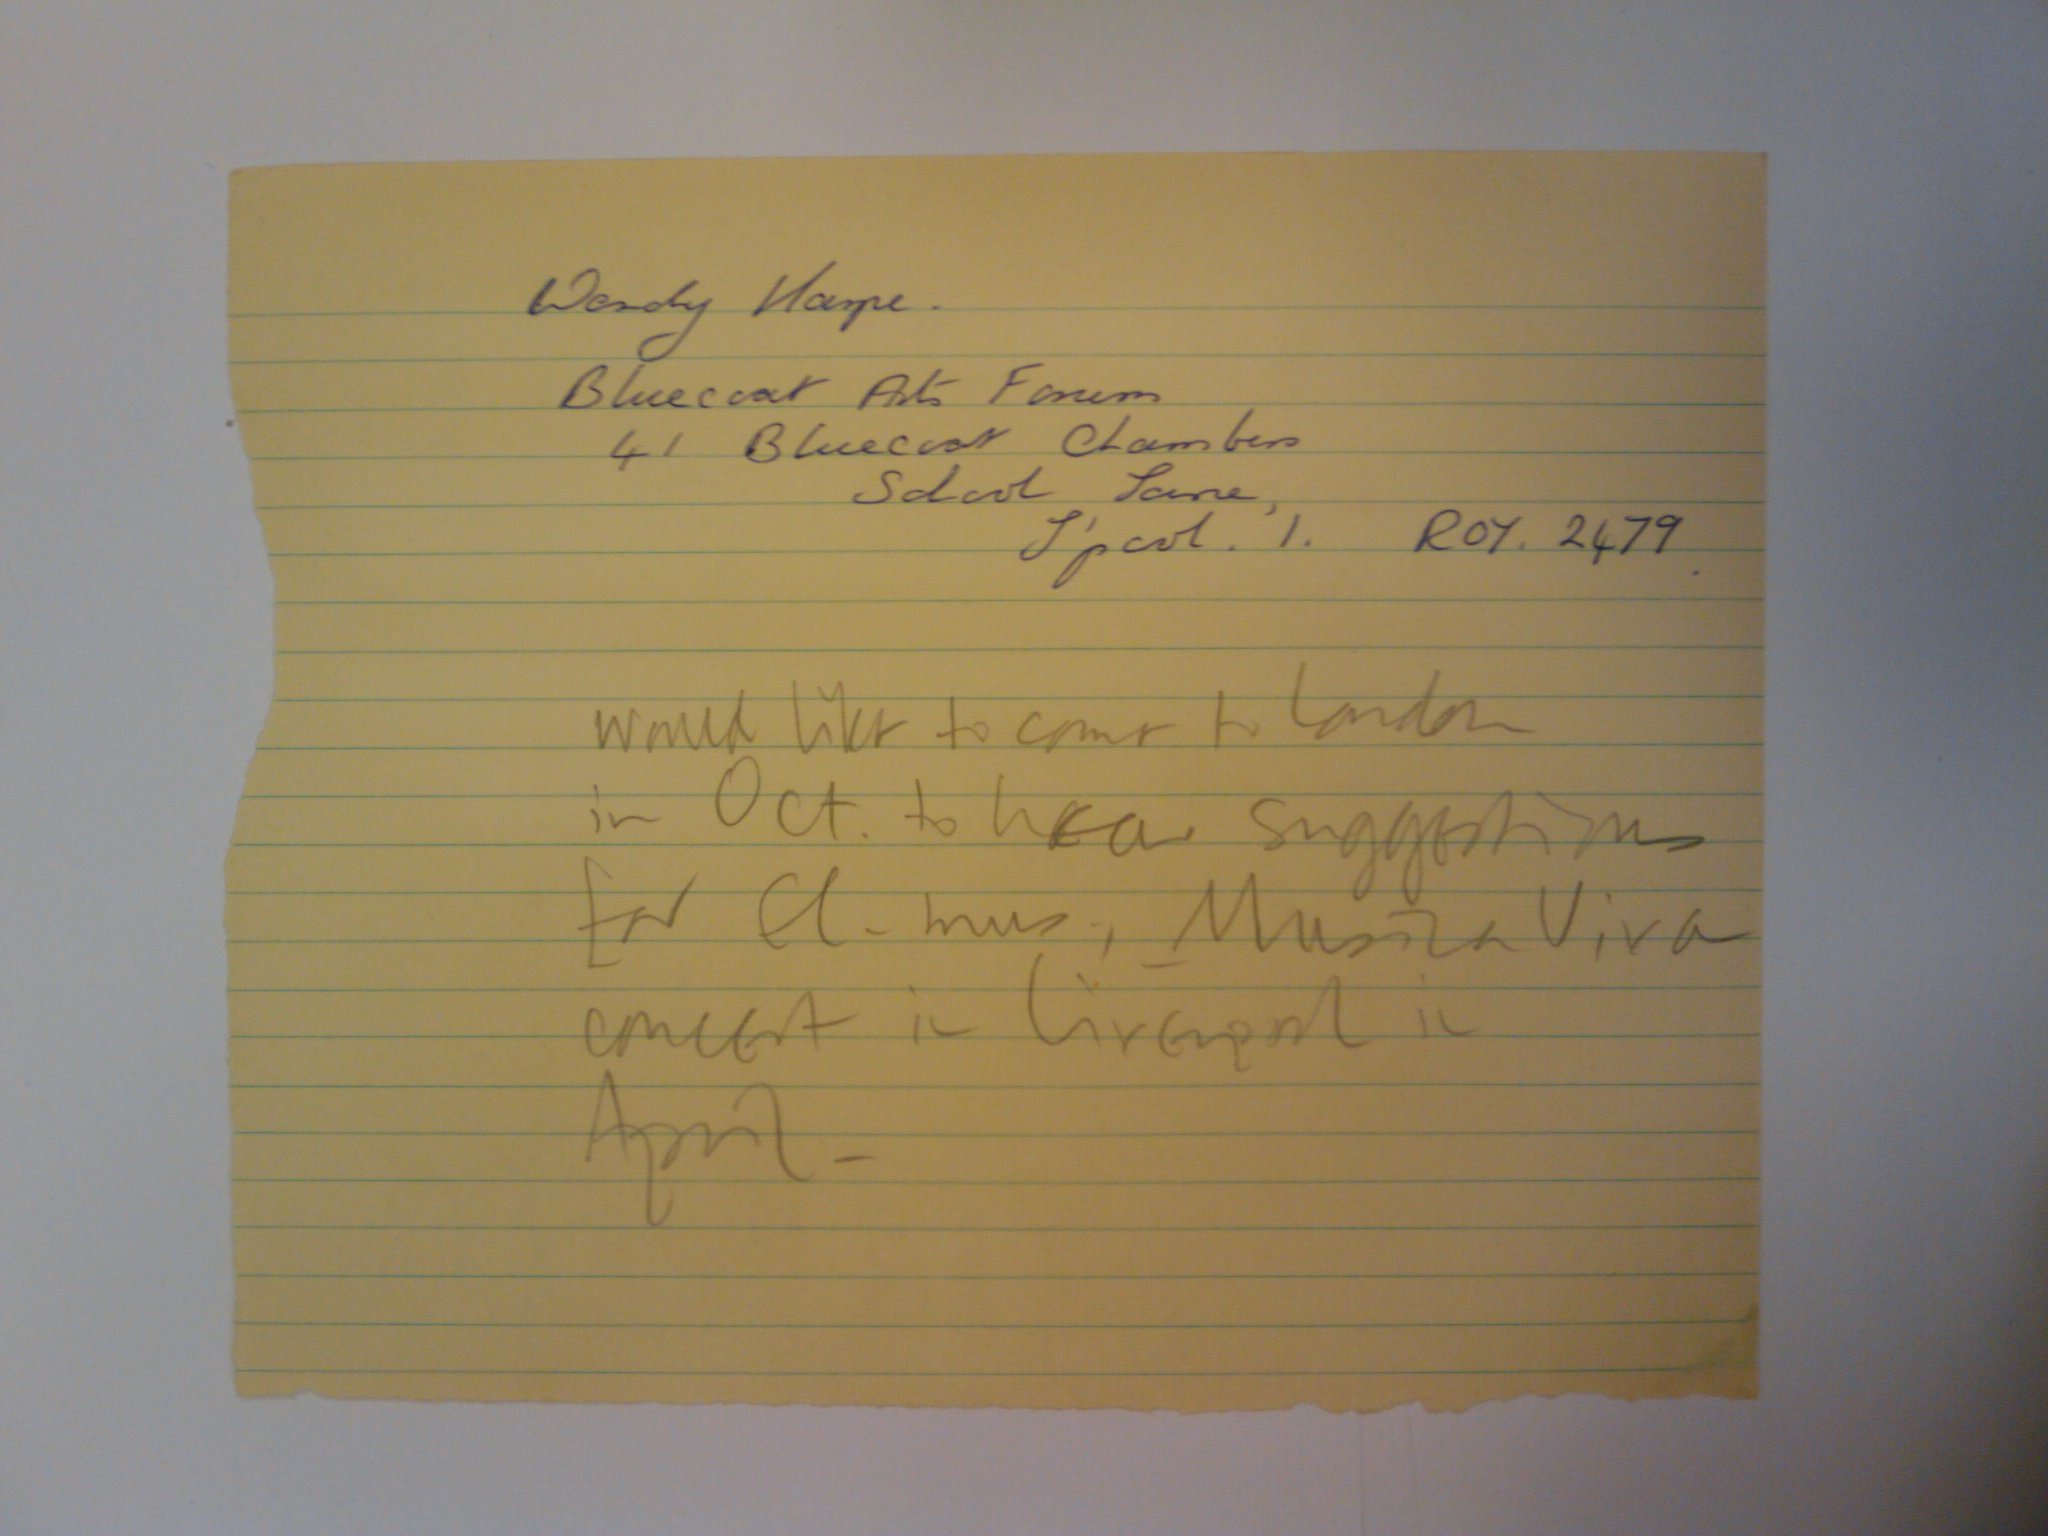 Wendy Harpe.
Bluecoat Arts Forum
41 Bluecoat Chambers
School Lane,
L'pool. 1. ROY. 2479.
would like to come to London
in Oct. to hear suggestions
for El-mus., Musica Viva
concert in Liverpool in
April -